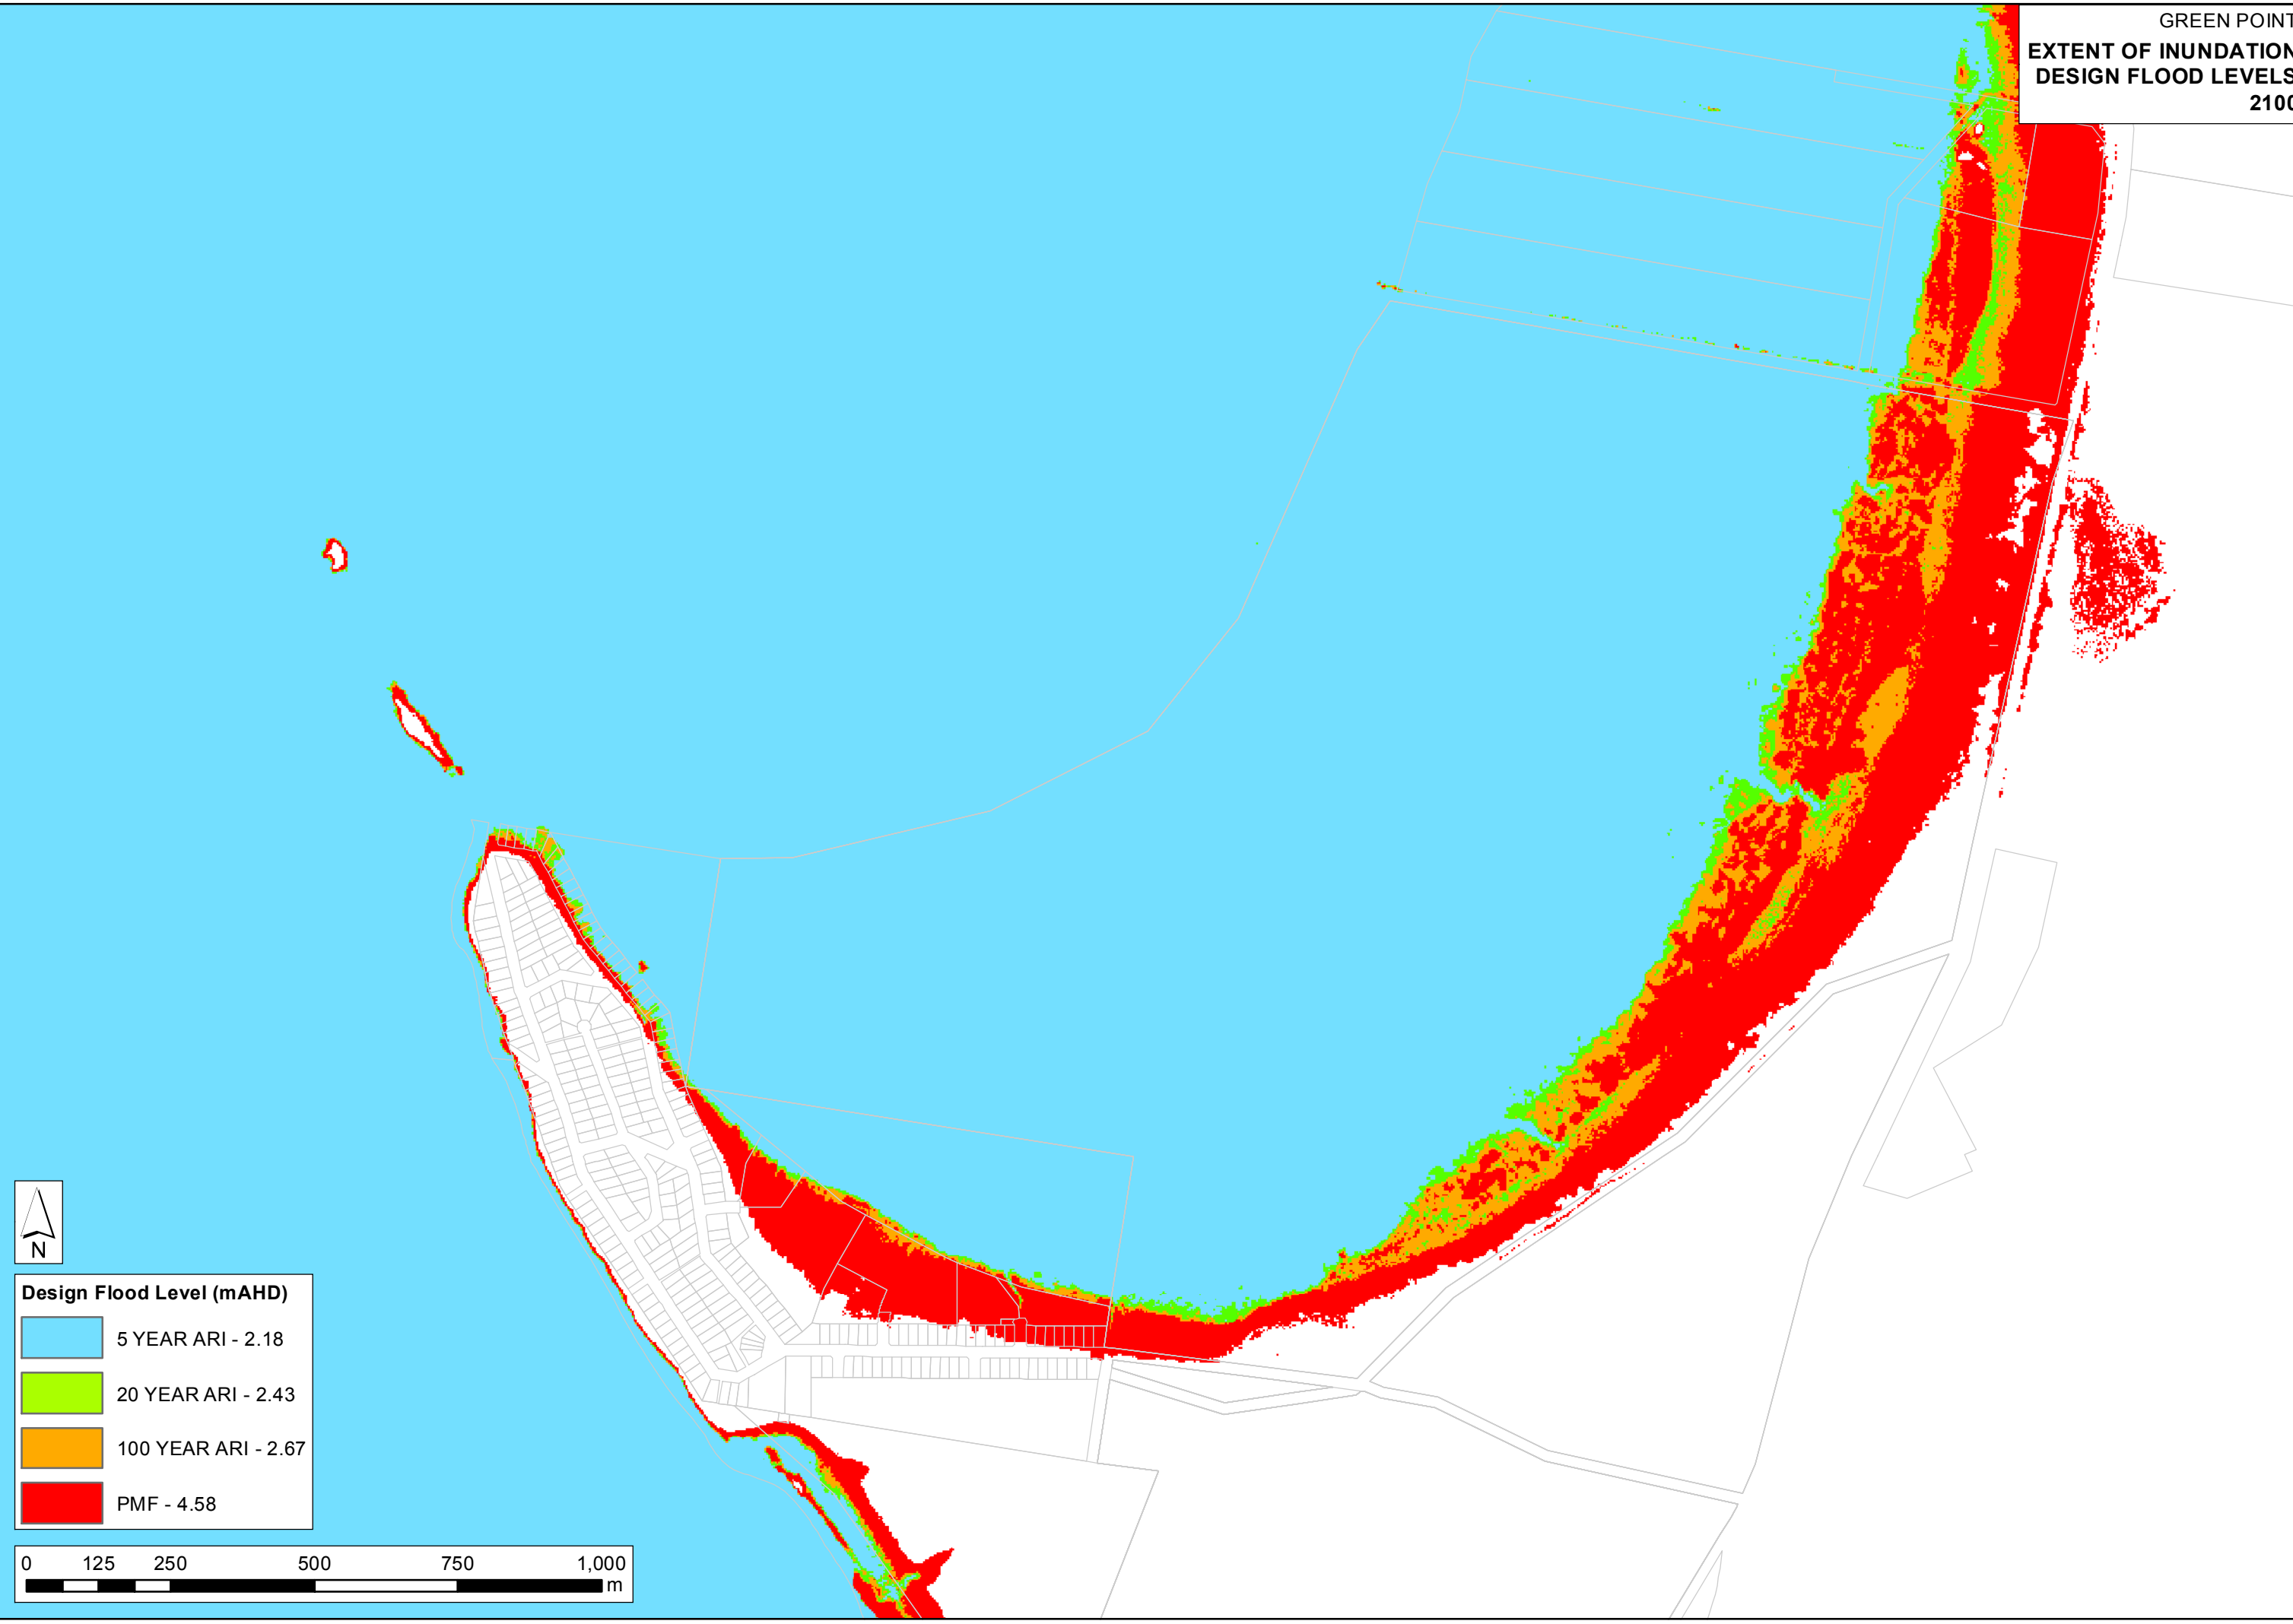 GREEN POINT
EXTENT OF INUNDATION
DESIGN FLOOD LEVELS
2100
N
Design Flood Level (mAHD)
5 YEAR ARI - 2.18
20 YEAR ARI - 2.43
100 YEAR ARI - 2.67
PMF - 4.58
0 125 250 500 750 1,000
m